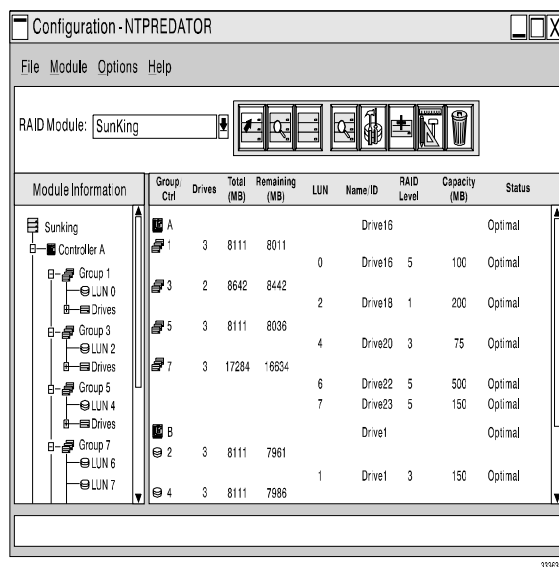 Configuration - NTPREDATOR
File Module Options Help
RAID Module: SunKing
Module Information
Sunking
Controller A
Group 1
LUN 0
Drives
Group 3
LUN 2
Drives
Group 5
LUN 4
Drives
Group 7
LUN 6
LUN 7
Group/ Ctrl Drives Total (MB) Remaining (MB) LUN Name/ID RAID Level Capacity (MB) Status
A Drive16 Optimal
1 3 8111 8011
0 Drive16 5 100 Optimal
3 2 8642 8442
2 Drive18 1 200 Optimal
5 3 8111 8036
4 Drive20 3 75 Optimal
7 3 17284 16634
6 Drive22 5 500 Optimal
7 Drive23 5 150 Optimal
B Drive1 Optimal
2 3 8111 7961
1 Drive1 3 150 Optimal
4 3 8111 7986
33363